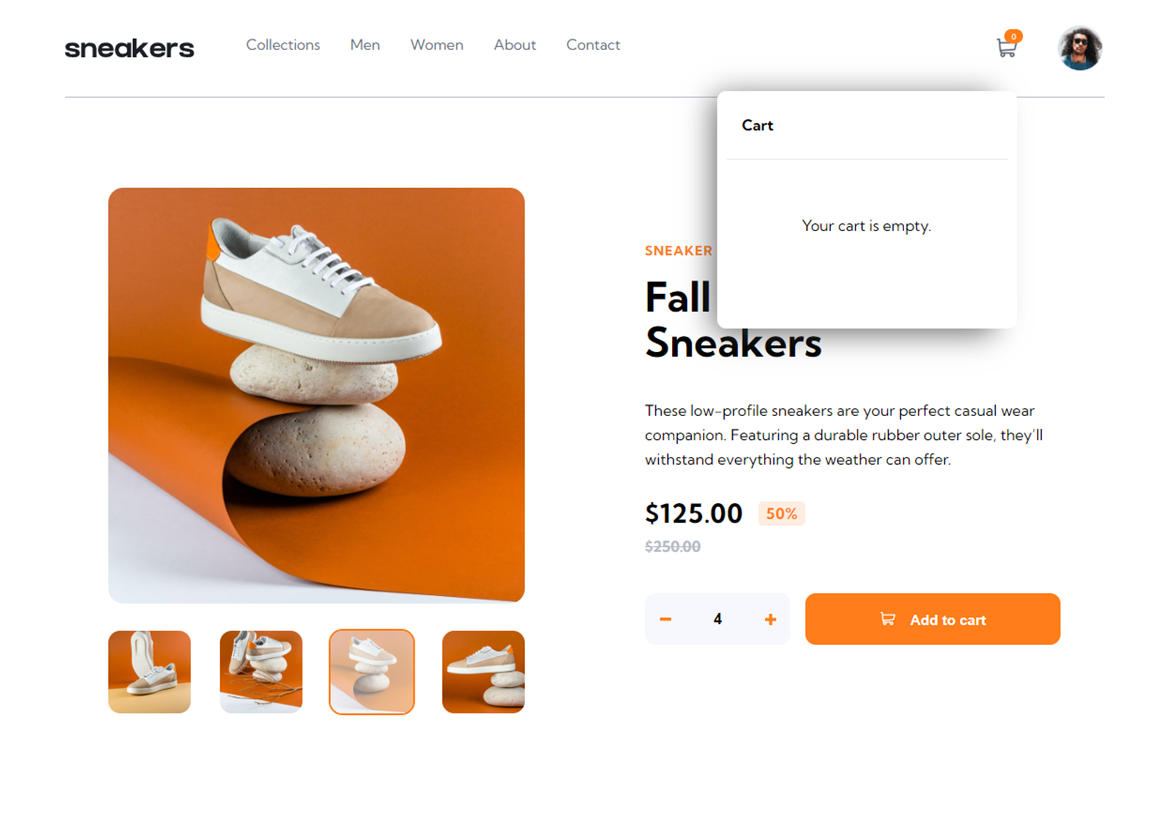 sneakers
Collections Men Women About Contact
0
Cart
Your cart is empty.
SNEAKER
Fall
Sneakers
These low-profile sneakers are your perfect casual wear
companion. Featuring a durable rubber outer sole, they’ll
withstand everything the weather can offer.
$125.00 50%
$250.00
4
Add to cart